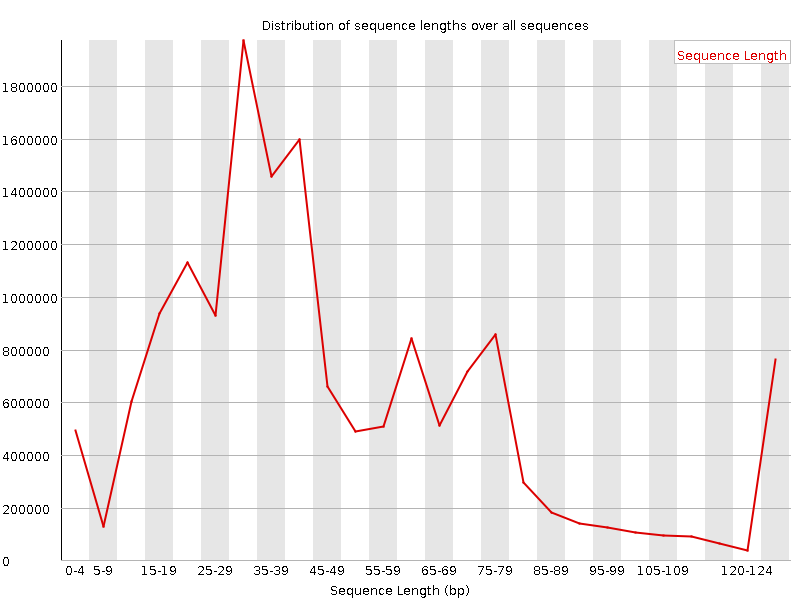 Distribution of sequence lengths over all sequences
Sequence Length
1800000
1600000
1400000
1200000
1000000
800000
600000
400000
200000
0
0-4 5-9 15-19 25-29 35-39 45-49 55-59 65-69 75-79 85-89 95-99 105-109 120-124
Sequence Length (bp)